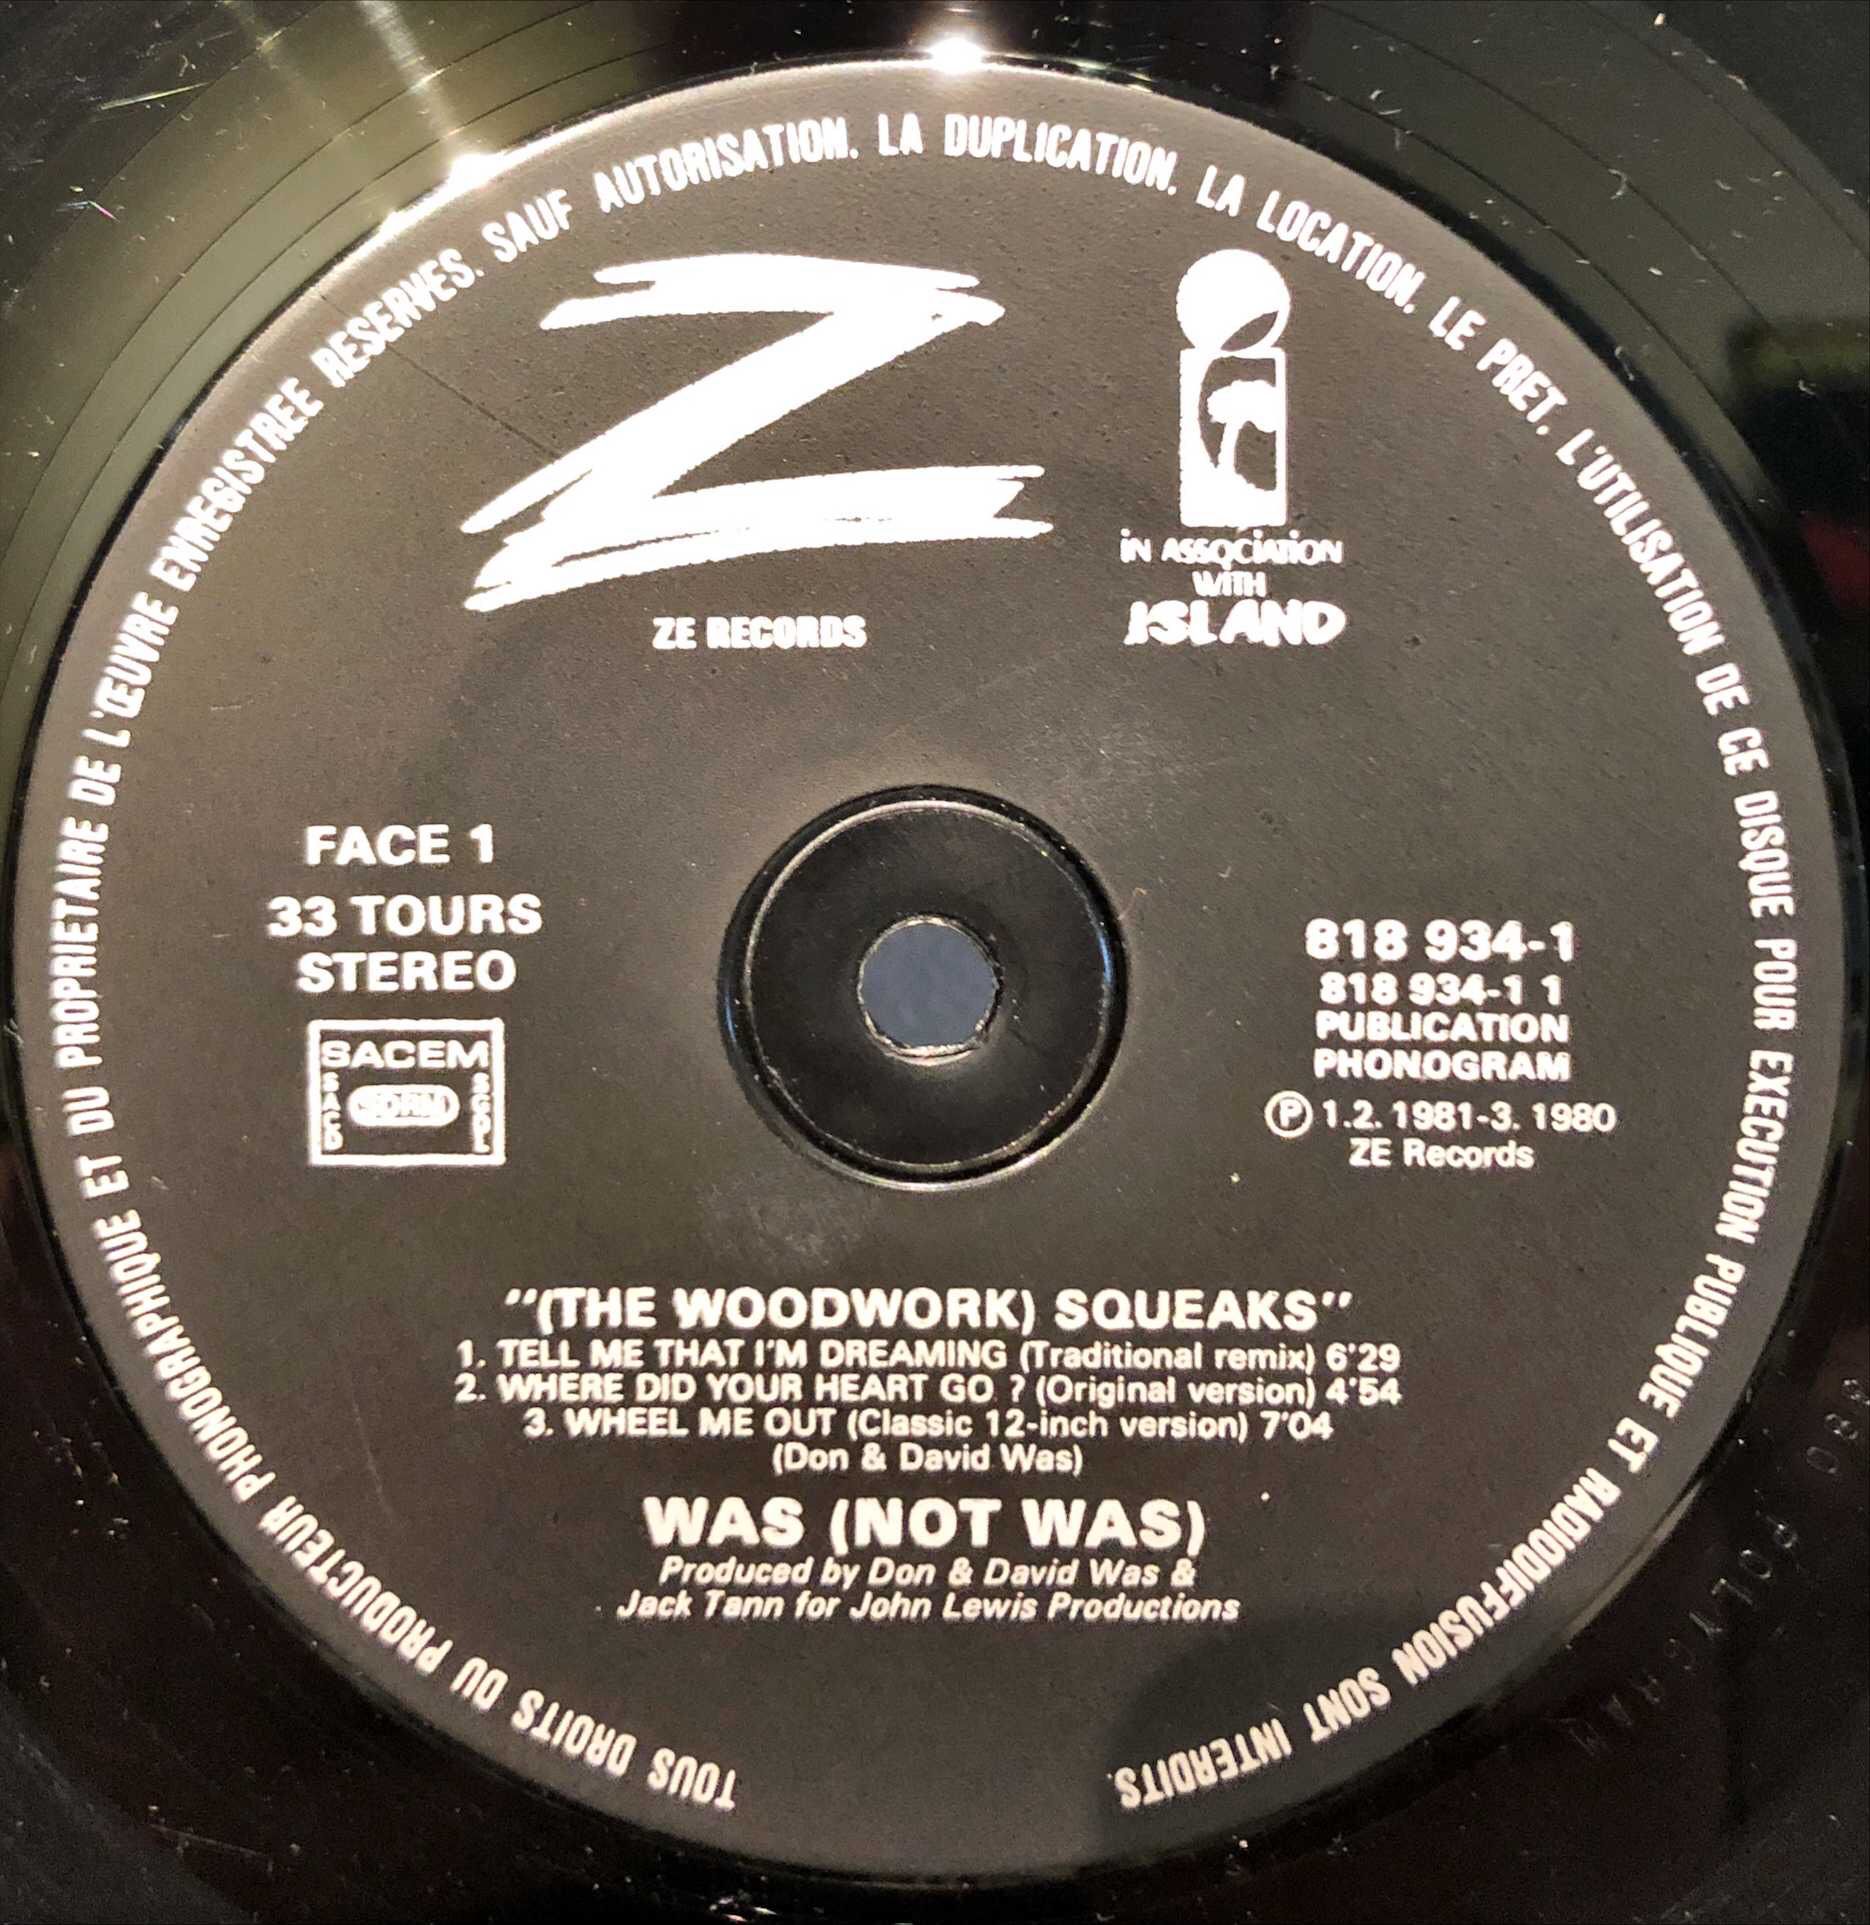 TOUS DROITS DU PRODUCTEUR PHONOGRAPHIQUE ET DU PROPRIETAIRE DE L'ŒUVRE ENREGISTREE RESERVES. SAUF AUTORISATION. LA DUPLICATION. LA LOCATION. LE PRET. L'UTILISATION DE CE DISQUE POUR EXECUTION PUBLIQUE ET RADIODIFFUSION SONT INTERDITS.
Z
ZE RECORDS
iN ASSOCiATiON
WiTH
ISLAND
FACE 1
33 TOURS
STEREO
SACEM
SACD
SDRM
SGDL
818 934-1
818 934-1 1
PUBLICATION
PHONOGRAM
Ⓟ 1.2. 1981-3. 1980
ZE Records
"(THE WOODWORK) SQUEAKS"
1. TELL ME THAT I'M DREAMING (Traditional remix) 6'29
2. WHERE DID YOUR HEART GO ? (Original version) 4'54
3. WHEEL ME OUT (Classic 12-inch version) 7'04
(Don & David Was)
WAS (NOT WAS)
Produced by Don & David Was &
Jack Tann for John Lewis Productions